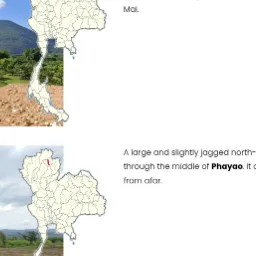 Mai.
A large and slightly jagged north-
through the middle of Phayao. It
from afar.